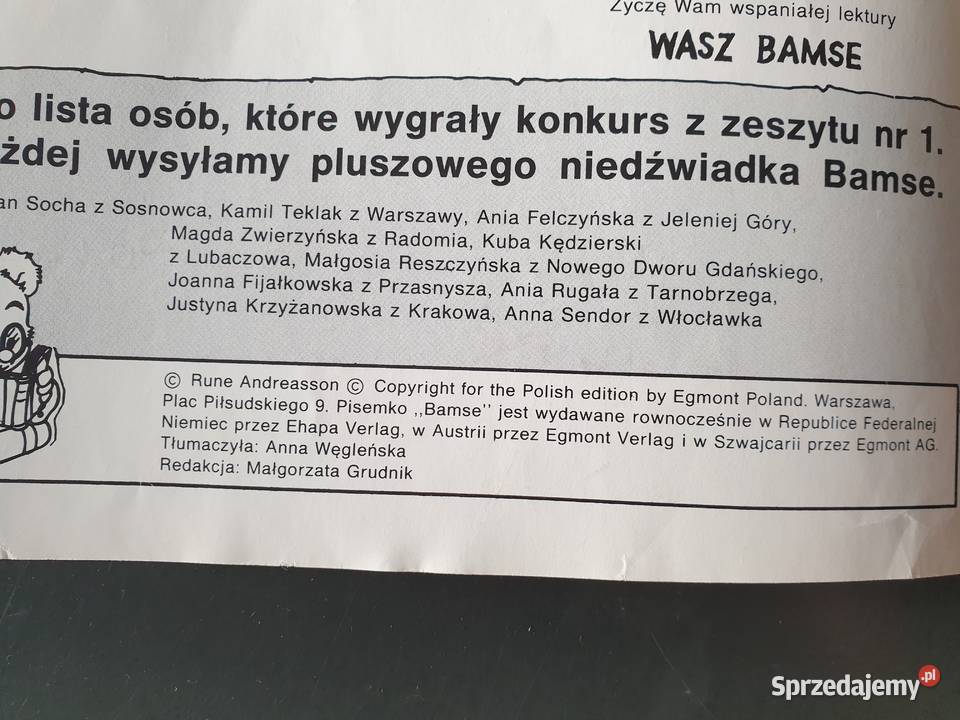 Życzę Wam wspaniałej lektury
WASZ BAMSE
lista osób, które wygrały konkurs z zeszytu nr 1.
wysyłamy pluszowego niedźwiadka Bamse.
Socha z Sosnowca, Kamil Teklak z Warszawy, Ania Felczyńska z Jeleniej Góry,
Magda Zwierzyńska z Radomia, Kuba Kędzierski
z Lubaczowa, Małgosia Reszczyńska z Nowego Dworu Gdańskiego,
Joanna Fijałkowska z Przasnysza, Ania Rugała z Tarnobrzega,
Justyna Krzyżanowska z Krakowa, Anna Sendor z Włocławka
© Rune Andreasson © Copyright for the Polish edition by Egmont Poland. Warszawa,
Plac Piłsudskiego 9. Pisemko ,,Bamse" jest wydawane rownocześnie w Republice Federalnej
Niemiec przez Ehapa Verlag, w Austrii przez Egmont Verlag i w Szwajcarii przez Egmont AG.
Tłumaczyła: Anna Węgleńska
Redakcja: Małgorzata Grudnik
Sprzedajemy.pl